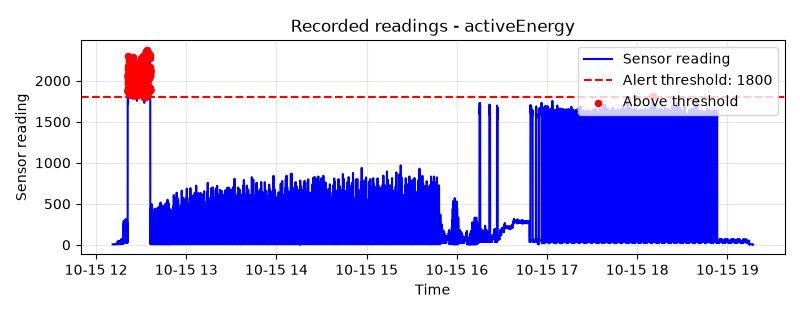 Recorded readings - activeEnergy
Sensor reading
Alert threshold: 1800
Above threshold
Sensor reading
2000
1500
1000
500
0
10-15 12 10-15 13 10-15 14 10-15 15 10-15 16 10-15 17 10-15 18 10-15 19
Time